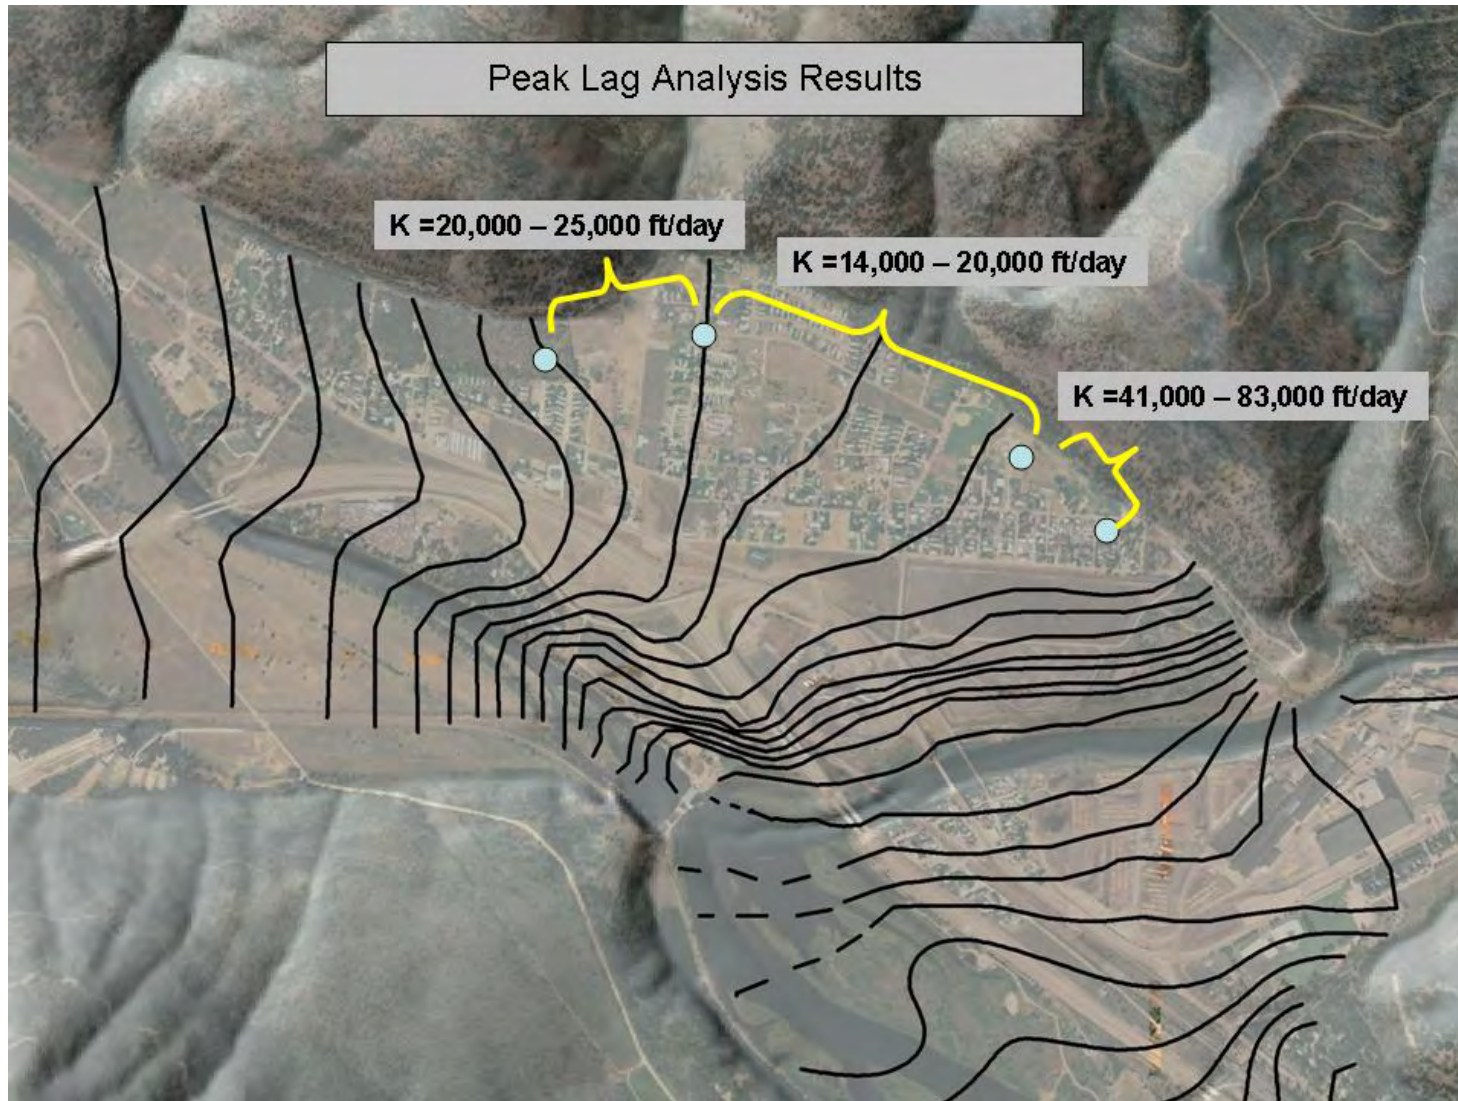 Peak Lag Analysis Results
K =20,000 – 25,000 ft/day
K =14,000 – 20,000 ft/day
K =41,000 – 83,000 ft/day